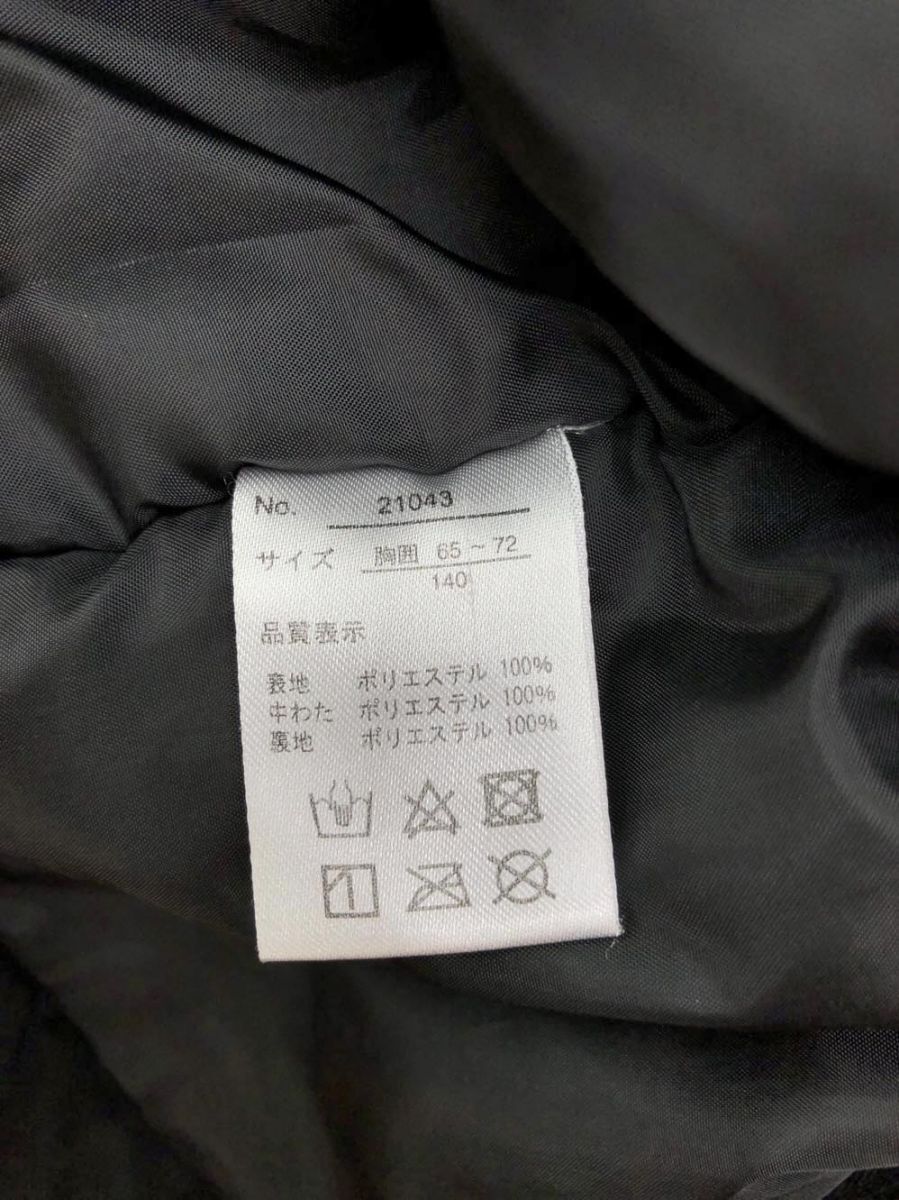 No. 21043
サイズ 胸囲 65~72
140
品質表示
表地 ポリエステル 100%
中わた ポリエステル 100%
裏地 ポリエステル 100%